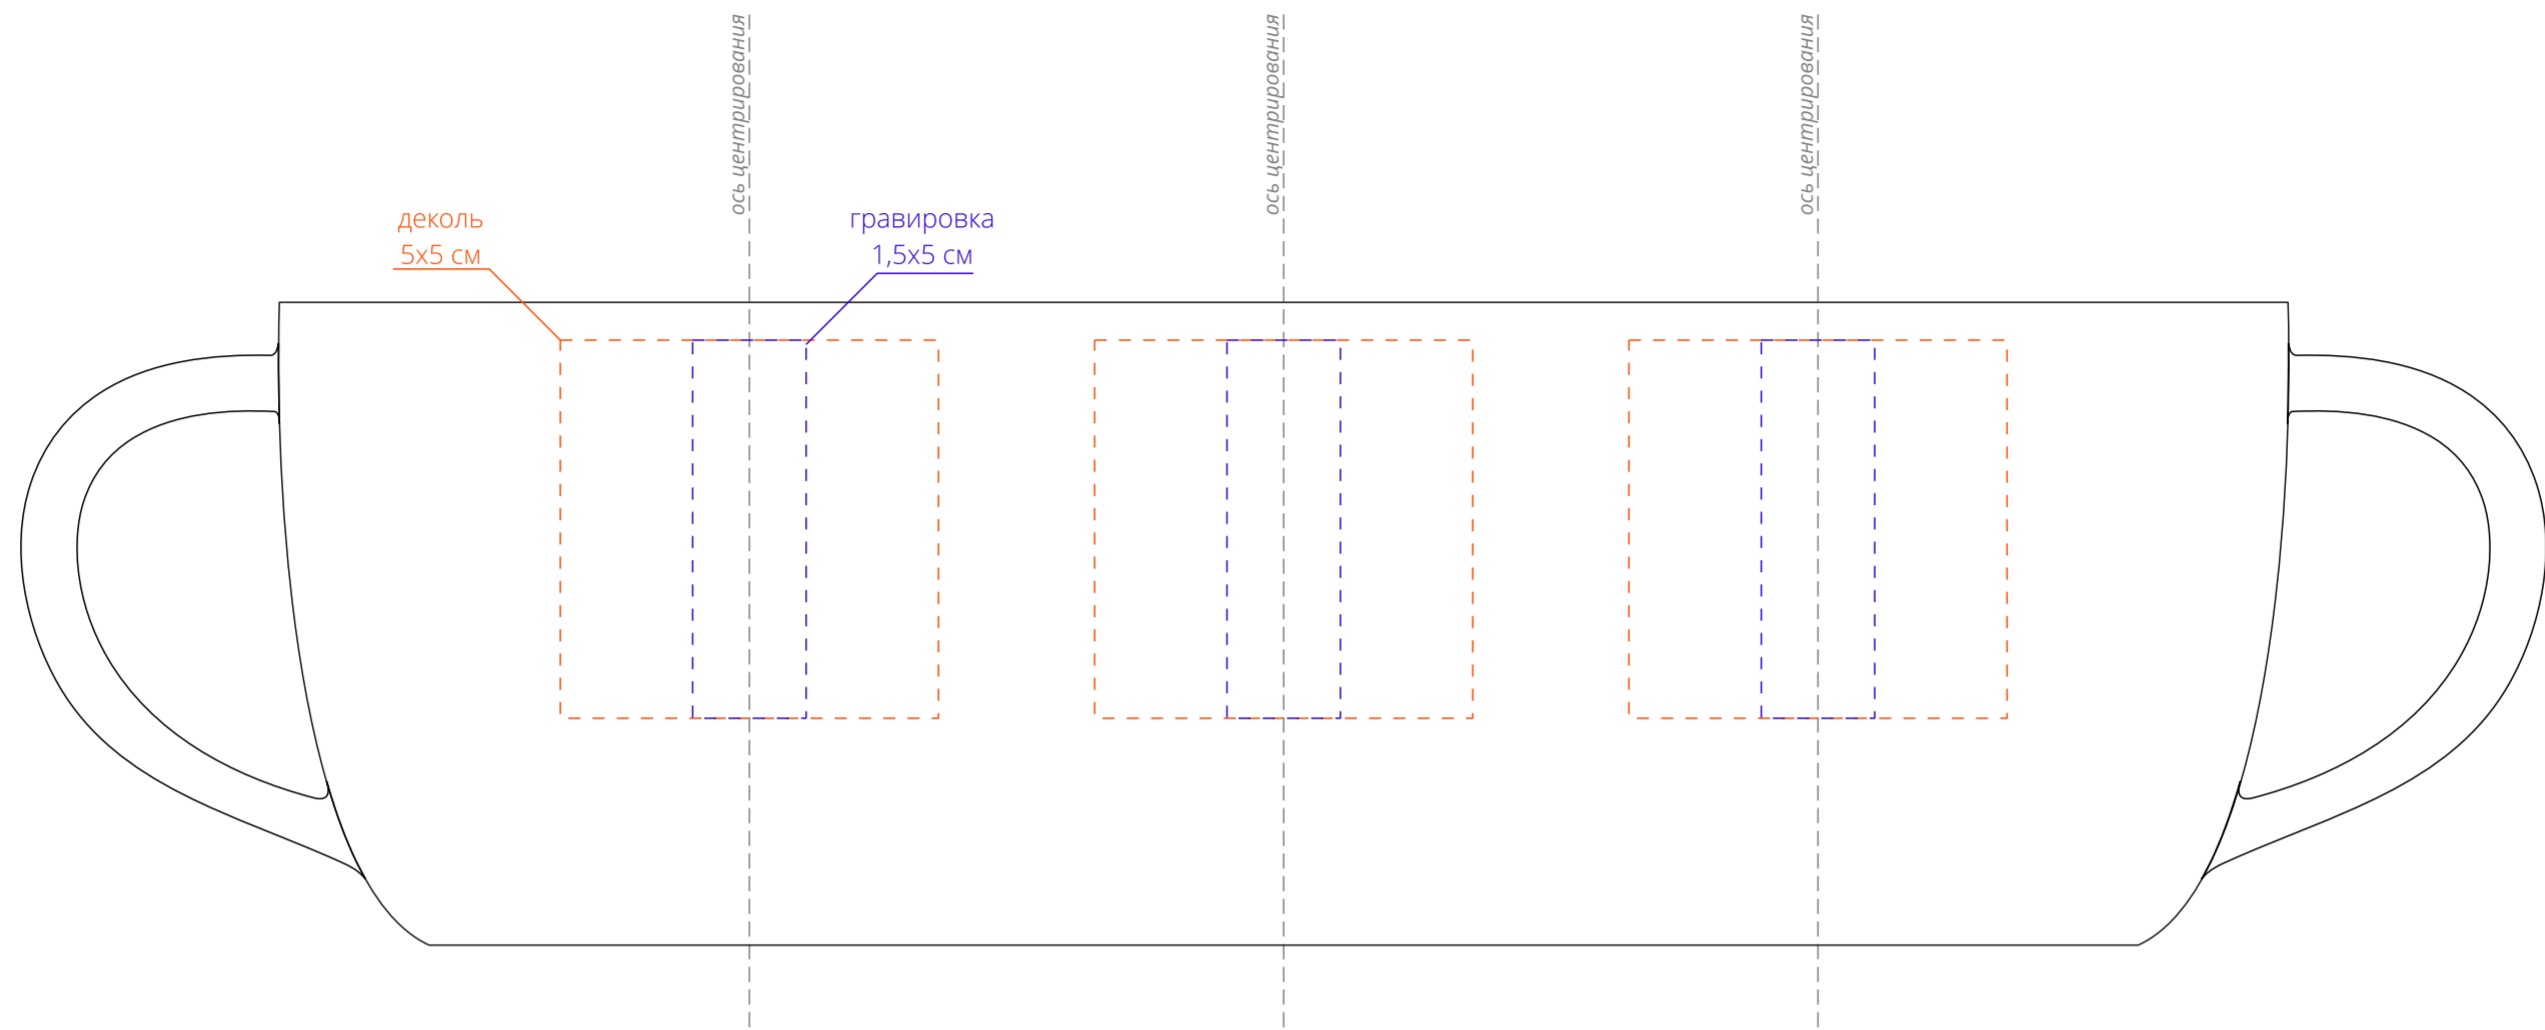 ось центрирования
ось центрирования
ось центрирования
деколь
5х5 см
гравировка
1,5х5 см